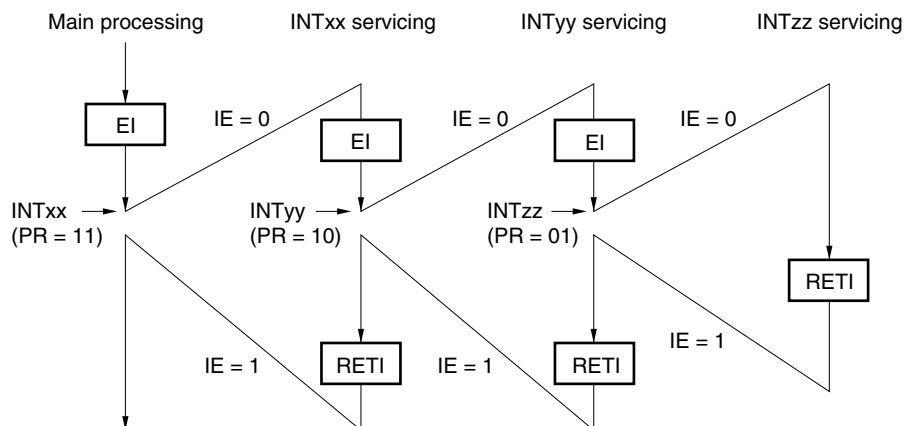 Main processing
INTxx servicing
INTyy servicing
INTzz servicing
EI
IE = 0
EI
IE = 0
EI
IE = 0
INTxx
(PR = 11)
INTyy
(PR = 10)
INTzz
(PR = 01)
RETI
IE = 1
RETI
IE = 1
RETI
IE = 1